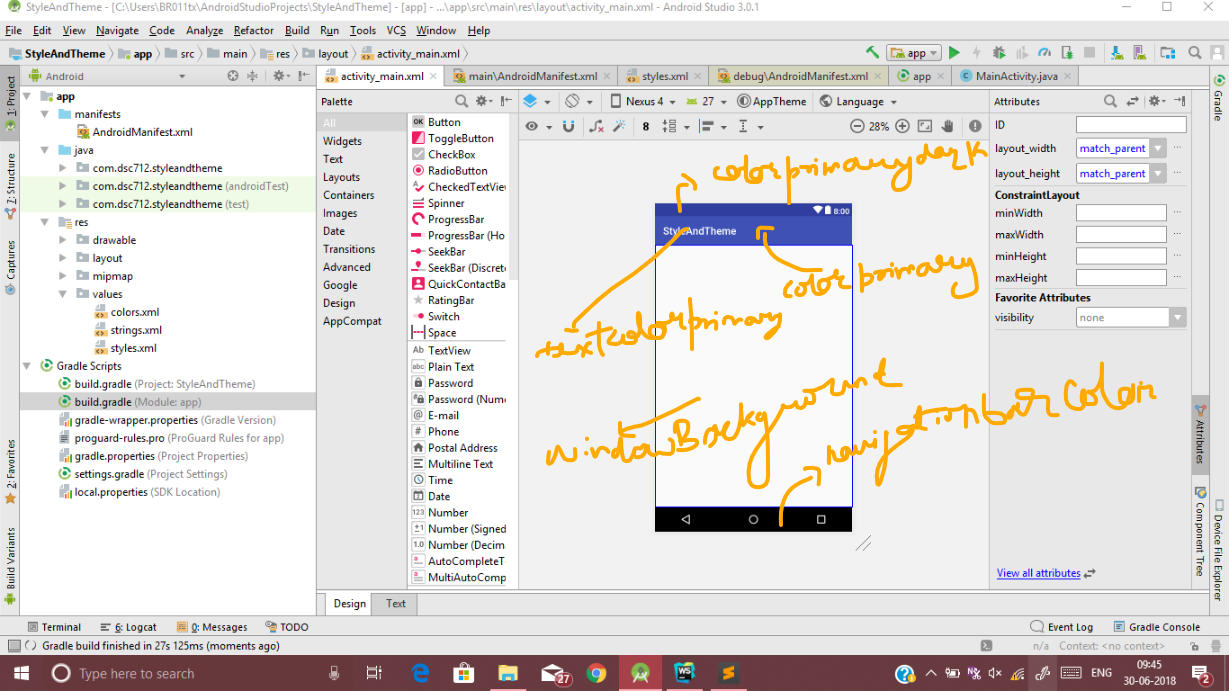 StyleAndTheme - [C:\Users\BR011tx\AndroidStudioProjects\StyleAndTheme] - [app] - ...\app\src\main\res\layout\activity_main.xml - Android Studio 3.0.1
File Edit View Navigate Code Analyze Refactor Build Run Tools VCS Window Help
StyleAndTheme app src main res layout activity_main.xml
app
Android
activity_main.xml main\AndroidManifest.xml styles.xml debug\AndroidManifest.xml app MainActivity.java
1: Project
Z: Structure
Captures
2: Favorites
Build Variants
app
manifests
AndroidManifest.xml
java
com.dsc712.styleandtheme
com.dsc712.styleandtheme (androidTest)
com.dsc712.styleandtheme (test)
res
drawable
layout
mipmap
values
colors.xml
strings.xml
styles.xml
Gradle Scripts
build.gradle (Project: StyleAndTheme)
build.gradle (Module: app)
gradle-wrapper.properties (Gradle Version)
proguard-rules.pro (ProGuard Rules for app)
gradle.properties (Project Properties)
settings.gradle (Project Settings)
local.properties (SDK Location)
Palette
All
Widgets
Text
Layouts
Containers
Images
Date
Transitions
Advanced
Google
Design
AppCompat
OK Button
ToggleButton
CheckBox
RadioButton
CheckedTextVie
Spinner
ProgressBar
ProgressBar (Ho
SeekBar
SeekBar (Discret
QuickContactBa
RatingBar
Switch
Space
Ab TextView
abc Plain Text
Password
Password (Nume
@ E-mail
# Phone
Postal Address
Multiline Text
Time
Date
123 Number
±1 Number (Signed
1.0 Number (Decim
AutoCompleteT
MultiAutoComp
Nexus 4 27 AppTheme Language
8 28%
colorprimarydark
8:00
StyleAndTheme
colorprimary
textcolorprimary
windowBackground
navigationbarColor
Design Text
Attributes
ID
layout_width match_parent
layout_height match_parent
ConstraintLayout
minWidth
maxWidth
minHeight
maxHeight
Favorite Attributes
visibility none
View all attributes
Gradle
Attributes
Component Tree
Device File Explorer
Terminal 6: Logcat 0: Messages TODO Event Log Gradle Console
Gradle build finished in 27s 125ms (moments ago) n/a Context: <no context>
Type here to search 27 WS ENG 09:45 30-06-2018 2